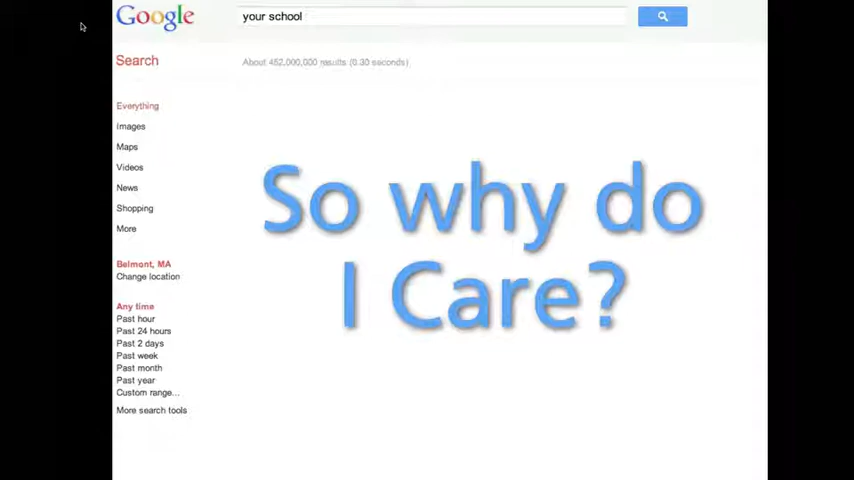 Google
your school
Search
About 452,000,000 results (0.30 seconds)
Everything
Images
Maps
Videos
News
Shopping
More
Belmont, MA
Change location
Any time
Past hour
Past 24 hours
Past 2 days
Past week
Past month
Past year
Custom range...
More search tools
So why do
I Care?